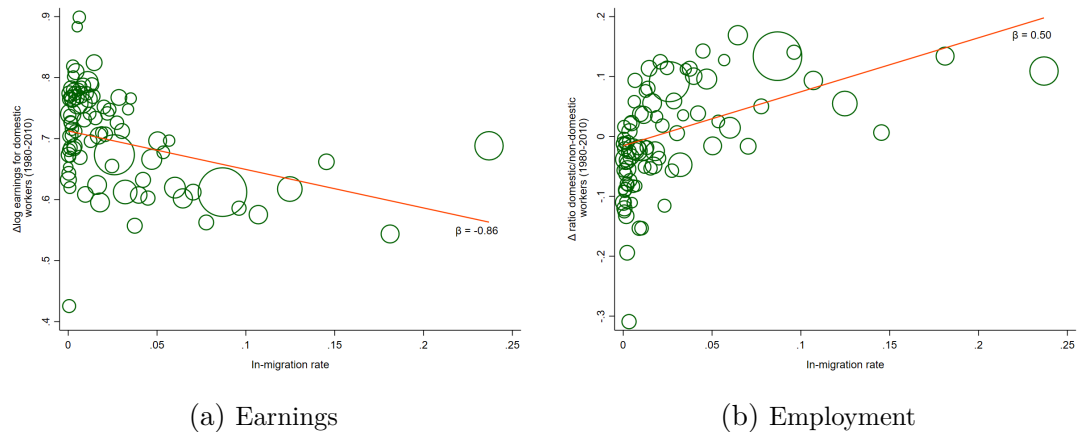 Δlog earnings for domestic
workers (1980-2010)
.9
.8
.7
.6
.5
.4
β = -0.86
0
.05
.1
.15
.2
.25
In-migration rate
(a) Earnings
Δ ratio domestic/non-domestic
workers (1980-2010)
.2
.1
0
-.1
-.2
-.3
β = 0.50
0
.05
.1
.15
.2
.25
In-migration rate
(b) Employment